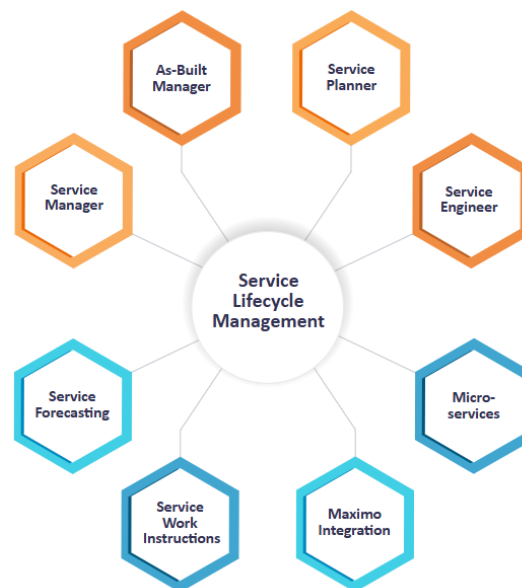 As-Built
Manager
Service
Planner
Service
Manager
Service
Engineer
Service
Lifecycle
Management
Service
Forecasting
Micro-
services
Service
Work
Instructions
Maximo
Integration